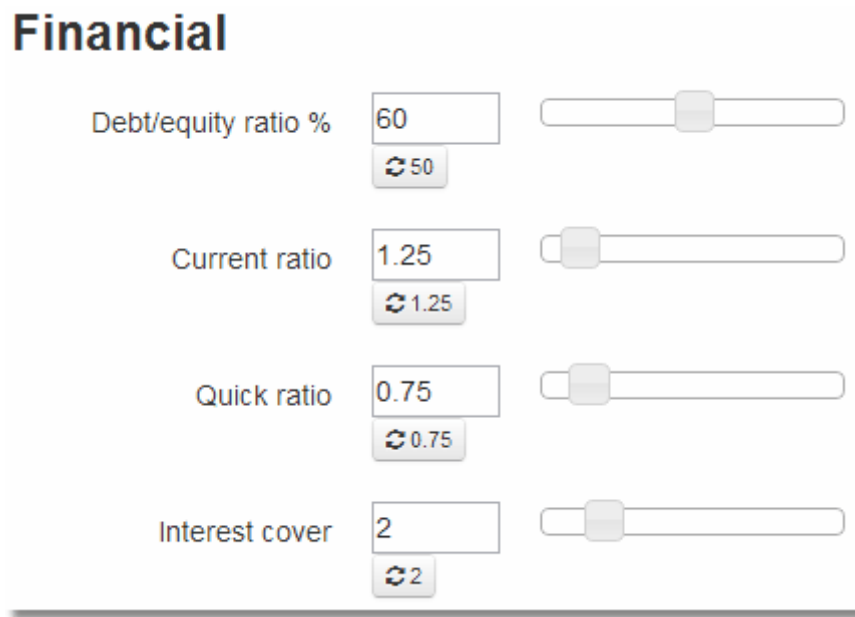 Financial
Debt/equity ratio % 60
50
Current ratio 1.25
1.25
Quick ratio 0.75
0.75
Interest cover 2
2